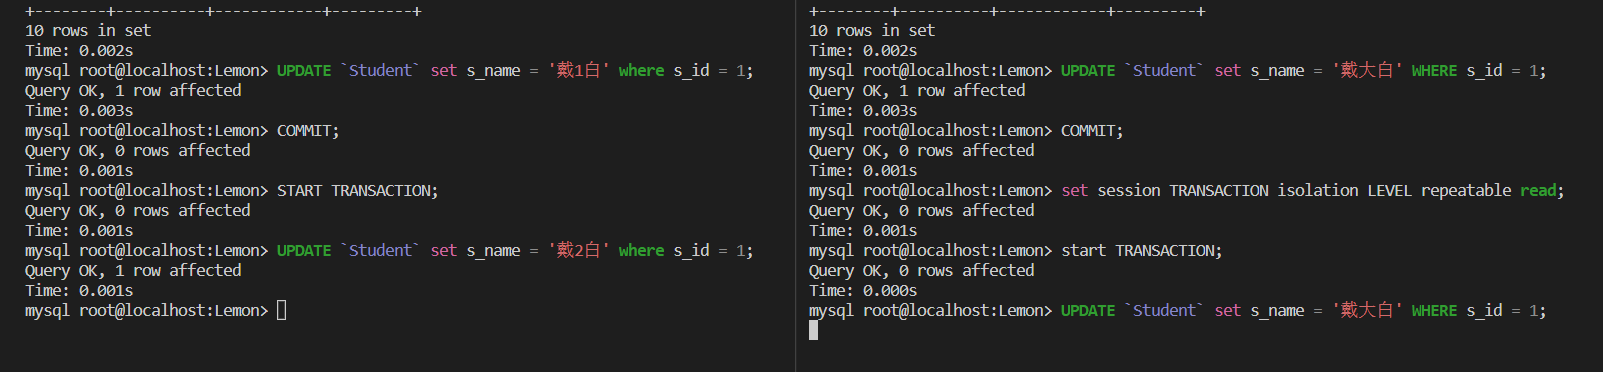 +--------+----------+------------+---------+
10 rows in set
Time: 0.002s
mysql root@localhost:Lemon> UPDATE `Student` set s_name = '戴1白' where s_id = 1;
Query OK, 1 row affected
Time: 0.003s
mysql root@localhost:Lemon> COMMIT;
Query OK, 0 rows affected
Time: 0.001s
mysql root@localhost:Lemon> START TRANSACTION;
Query OK, 0 rows affected
Time: 0.001s
mysql root@localhost:Lemon> UPDATE `Student` set s_name = '戴2白' where s_id = 1;
Query OK, 1 row affected
Time: 0.001s
mysql root@localhost:Lemon>
+--------+----------+------------+---------+
10 rows in set
Time: 0.002s
mysql root@localhost:Lemon> UPDATE `Student` set s_name = '戴大白' WHERE s_id = 1;
Query OK, 1 row affected
Time: 0.003s
mysql root@localhost:Lemon> COMMIT;
Query OK, 0 rows affected
Time: 0.001s
mysql root@localhost:Lemon> set session TRANSACTION isolation LEVEL repeatable read;
Query OK, 0 rows affected
Time: 0.001s
mysql root@localhost:Lemon> start TRANSACTION;
Query OK, 0 rows affected
Time: 0.000s
mysql root@localhost:Lemon> UPDATE `Student` set s_name = '戴大白' WHERE s_id = 1;